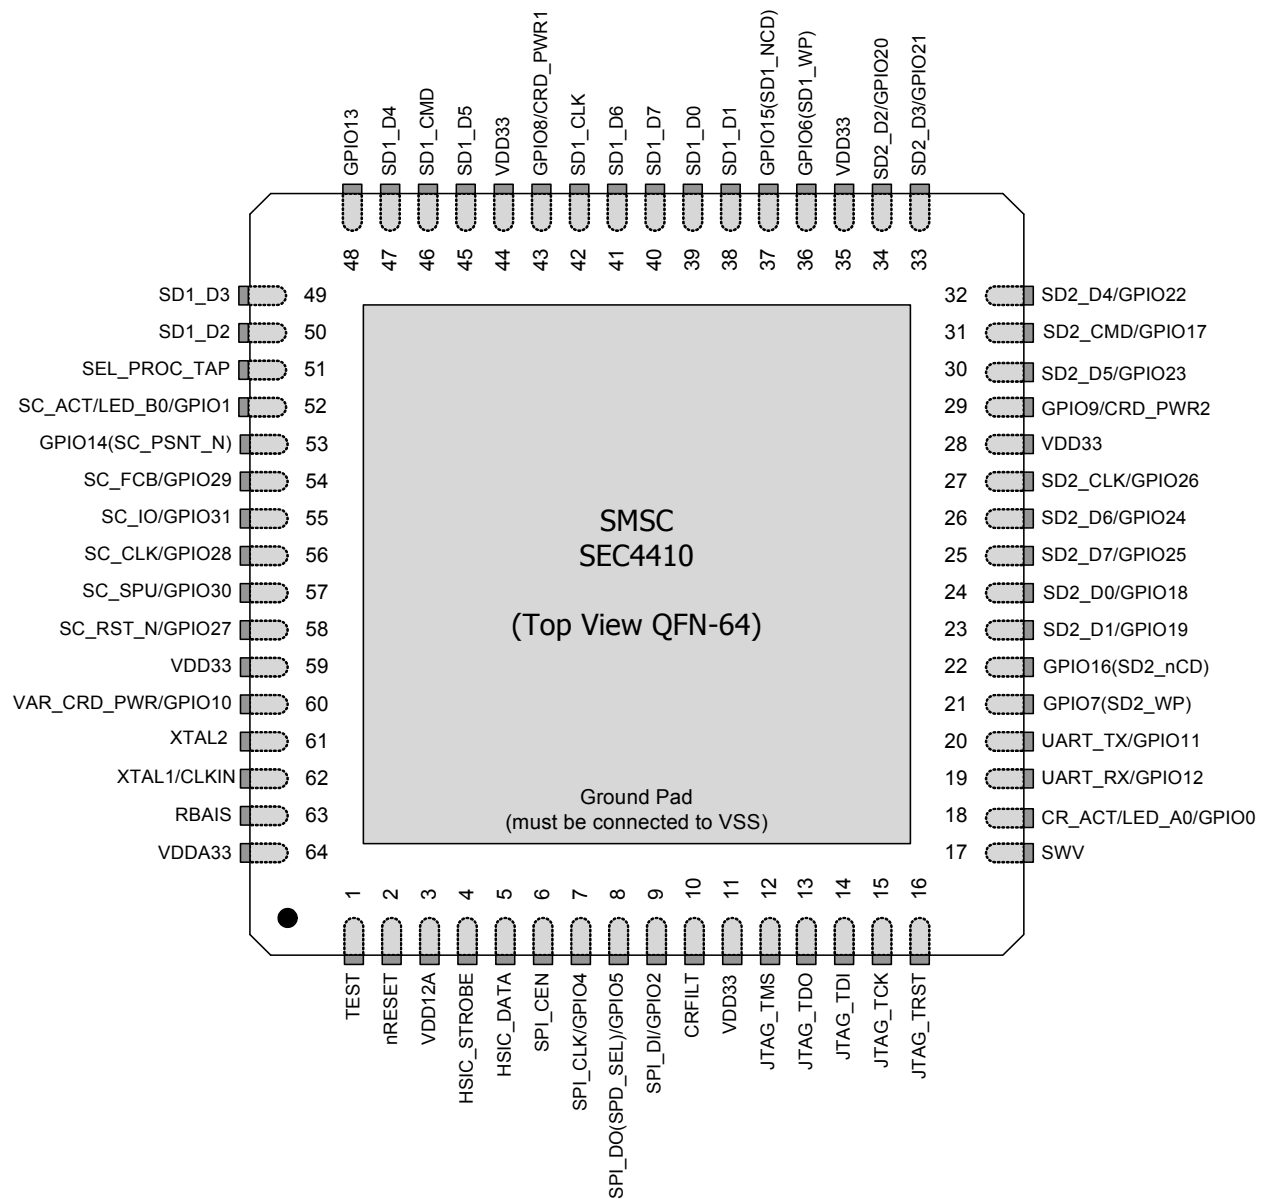 GPIO13
SD1_D4
SD1_CMD
SD1_D5
VDD33
GPIO8/CRD_PWR1
SD1_CLK
SD1_D6
SD1_D7
SD1_D0
SD1_D1
GPIO15(SD1_NCD)
GPIO6(SD1_WP)
VDD33
SD2_D2/GPIO20
SD2_D3/GPIO21
48
47
46
45
44
43
42
41
40
39
38
37
36
35
34
33
SD1_D3 49
SD1_D2 50
SEL_PROC_TAP 51
SC_ACT/LED_B0/GPIO1 52
GPIO14(SC_PSNT_N) 53
SC_FCB/GPIO29 54
SC_IO/GPIO31 55
SC_CLK/GPIO28 56
SC_SPU/GPIO30 57
SC_RST_N/GPIO27 58
VDD33 59
VAR_CRD_PWR/GPIO10 60
XTAL2 61
XTAL1/CLKIN 62
RBAIS 63
VDDA33 64
SMSC
SEC4410
(Top View QFN-64)
Ground Pad
(must be connected to VSS)
32 SD2_D4/GPIO22
31 SD2_CMD/GPIO17
30 SD2_D5/GPIO23
29 GPIO9/CRD_PWR2
28 VDD33
27 SD2_CLK/GPIO26
26 SD2_D6/GPIO24
25 SD2_D7/GPIO25
24 SD2_D0/GPIO18
23 SD2_D1/GPIO19
22 GPIO16(SD2_nCD)
21 GPIO7(SD2_WP)
20 UART_TX/GPIO11
19 UART_RX/GPIO12
18 CR_ACT/LED_A0/GPIO0
17 SWV
1
2
3
4
5
6
7
8
9
10
11
12
13
14
15
16
TEST
nRESET
VDD12A
HSIC_STROBE
HSIC_DATA
SPI_CEN
SPI_CLK/GPIO4
SPI_DO(SPD_SEL)/GPIO5
SPI_DI/GPIO2
CRFILT
VDD33
JTAG_TMS
JTAG_TDO
JTAG_TDI
JTAG_TCK
JTAG_TRST